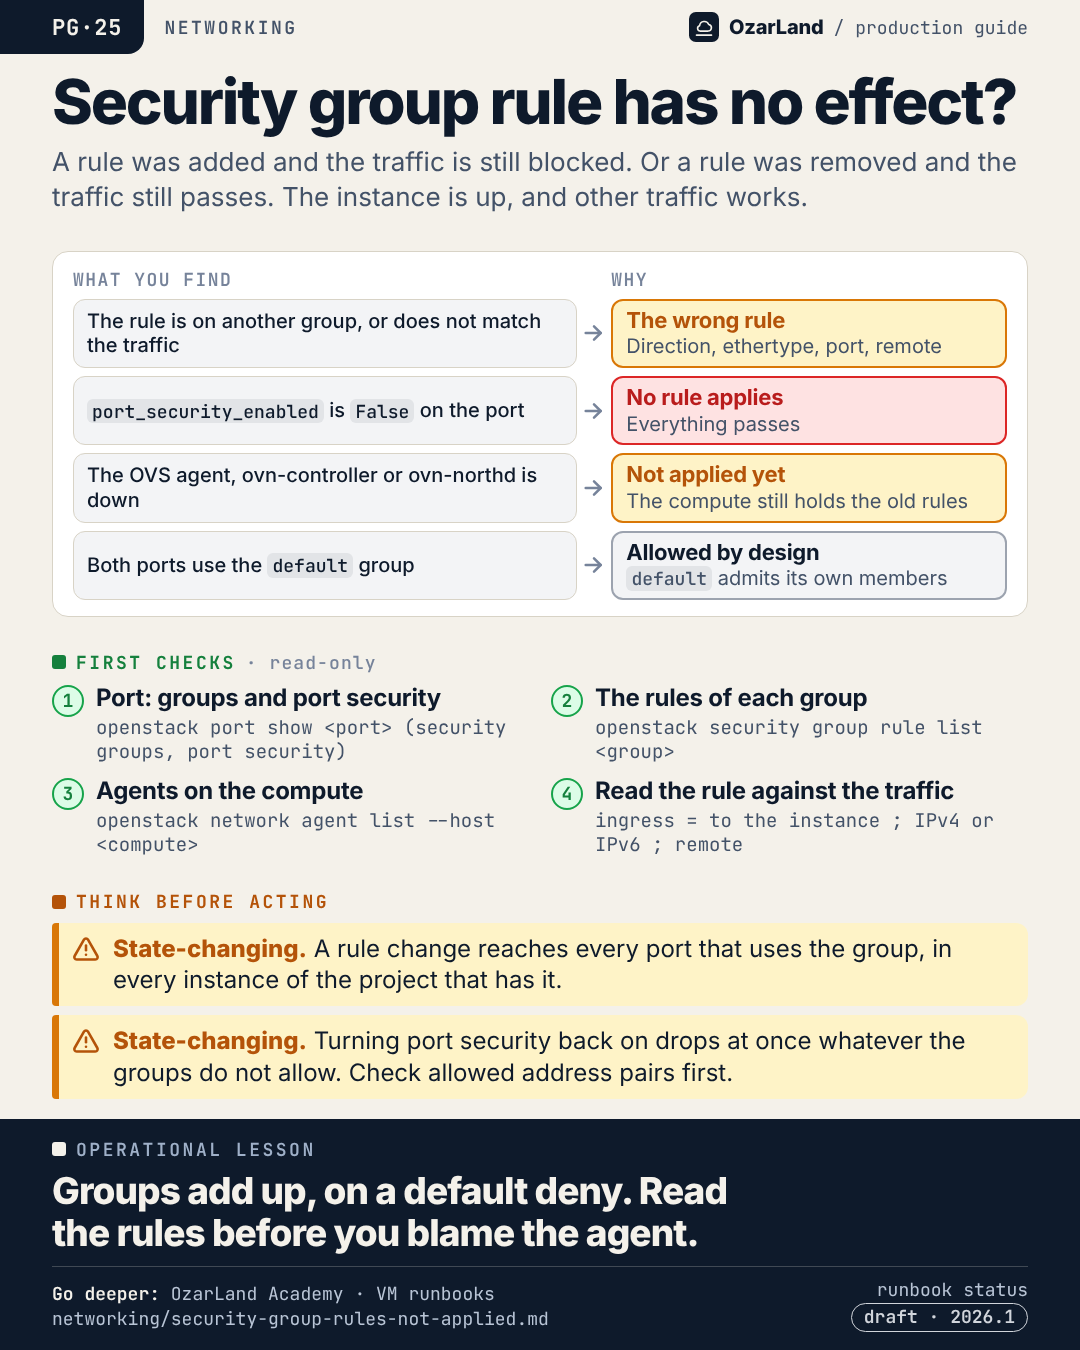 PG·25 NETWORKING
OzarLand / production guide
Security group rule has no effect?
A rule was added and the traffic is still blocked. Or a rule was removed and the
traffic still passes. The instance is up, and other traffic works.
WHAT YOU FIND
WHY
The rule is on another group, or does not match
the traffic
→
The wrong rule
Direction, ethertype, port, remote
port_security_enabled is False on the port
→
No rule applies
Everything passes
The OVS agent, ovn-controller or ovn-northd is
down
→
Not applied yet
The compute still holds the old rules
Both ports use the default group
→
Allowed by design
default admits its own members
FIRST CHECKS · read-only
1 Port: groups and port security
openstack port show <port> (security
groups, port security)
2 The rules of each group
openstack security group rule list
<group>
3 Agents on the compute
openstack network agent list --host
<compute>
4 Read the rule against the traffic
ingress = to the instance ; IPv4 or
IPv6 ; remote
THINK BEFORE ACTING
State-changing. A rule change reaches every port that uses the group, in
every instance of the project that has it.
State-changing. Turning port security back on drops at once whatever the
groups do not allow. Check allowed address pairs first.
OPERATIONAL LESSON
Groups add up, on a default deny. Read
the rules before you blame the agent.
Go deeper: OzarLand Academy · VM runbooks
networking/security-group-rules-not-applied.md
runbook status
draft · 2026.1